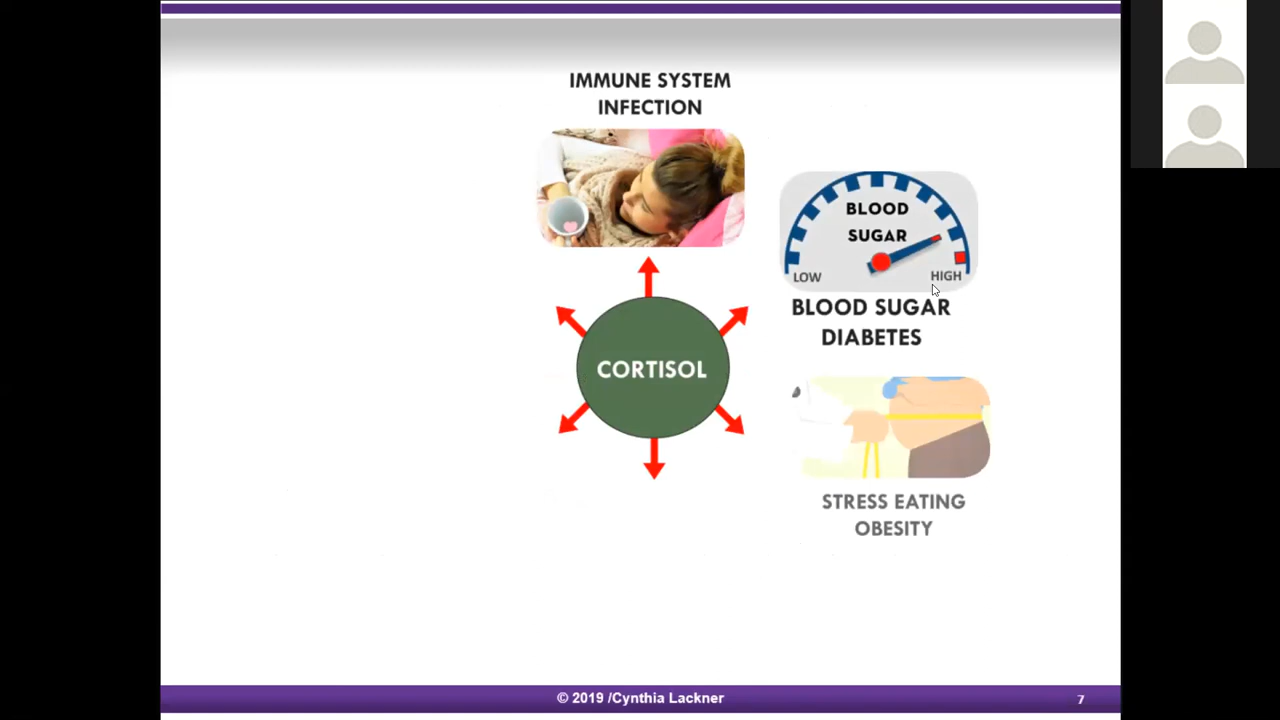 IMMUNE SYSTEM
INFECTION
BLOOD
SUGAR
LOW
HIGH
BLOOD SUGAR
DIABETES
CORTISOL
STRESS EATING
OBESITY
© 2019 /Cynthia Lackner
7